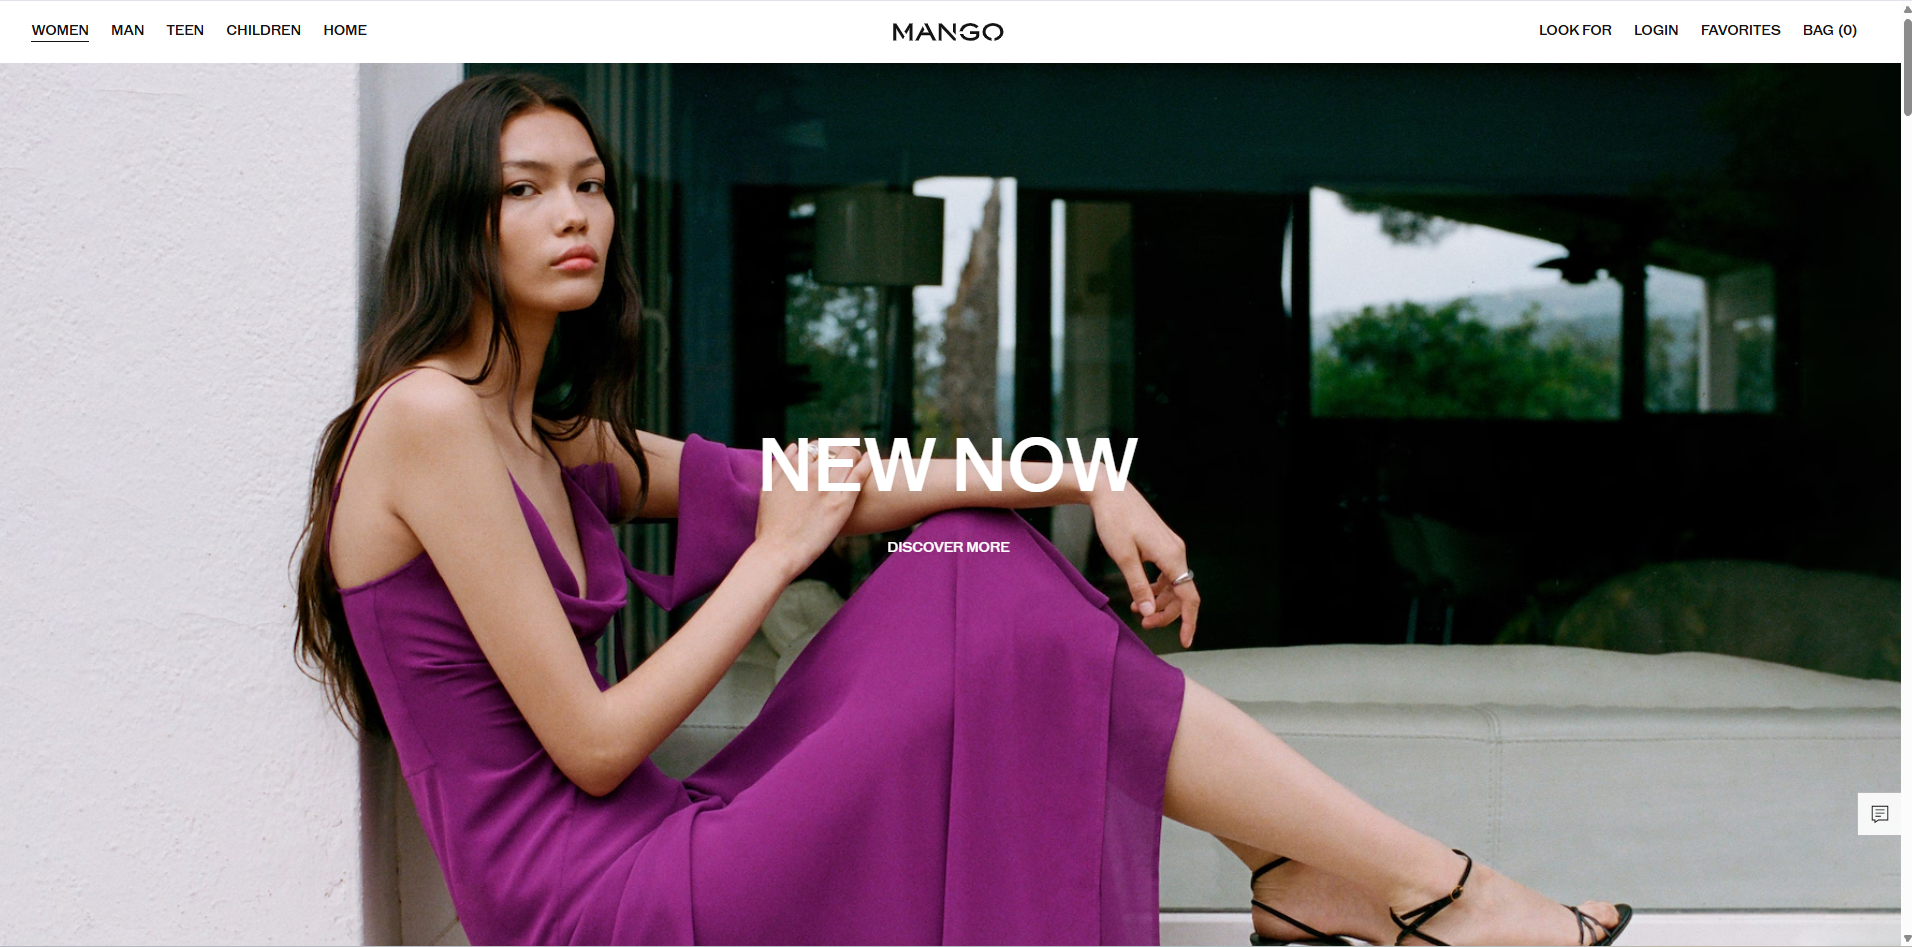 WOMEN MAN TEEN CHILDREN HOME MANGO LOOK FOR LOGIN FAVORITES BAG (0)
NEW NOW
DISCOVER MORE